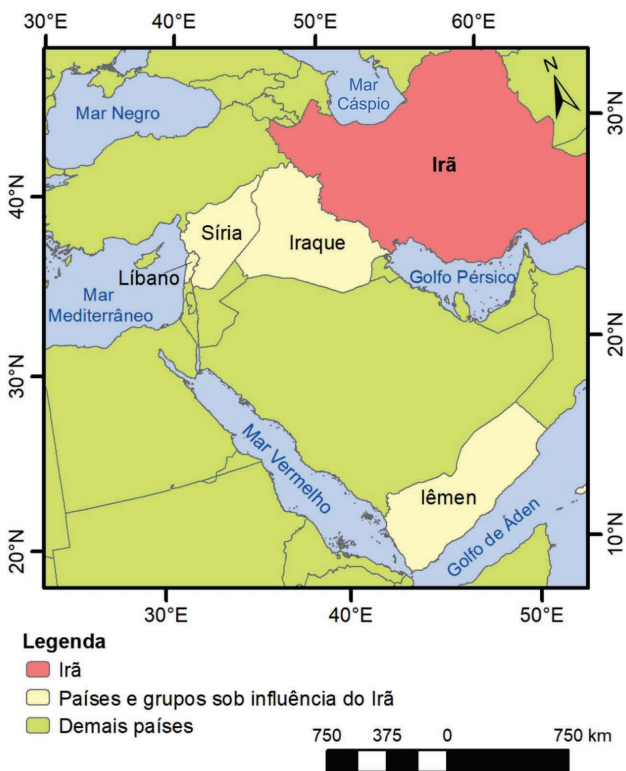 30°E 40°E 50°E 60°E
N
Mar
Cáspio
Mar Negro
30°N
Irã
40°N
Síria
Iraque
Líbano
Golfo Pérsico
Mar
Mediterrâneo
20°N
30°N
Mar Vermelho
Iêmen
Golfo de Áden
10°N
20°N
30°E 40°E 50°E
Legenda
Irã
Países e grupos sob influência do Irã
Demais países
750 375 0 750 km